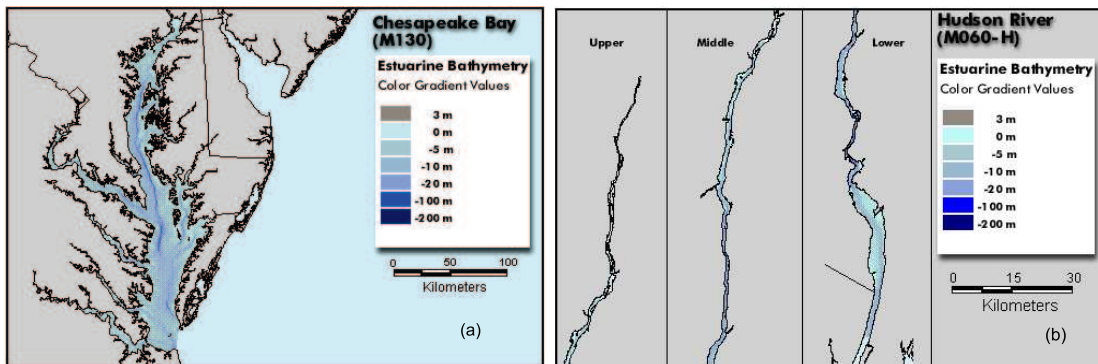 Chesapeake Bay
(M130)
Estuarine Bathymetry
Color Gradient Values
3 m
0 m
-5 m
-10 m
-20 m
-100 m
-200 m
0 50 100
Kilometers
(a)
Upper
Middle
Lower
Hudson River
(M060-H)
Estuarine Bathymetry
Color Gradient Values
3 m
0 m
-5 m
-10 m
-20 m
-100 m
-200 m
0 15 30
Kilometers
(b)